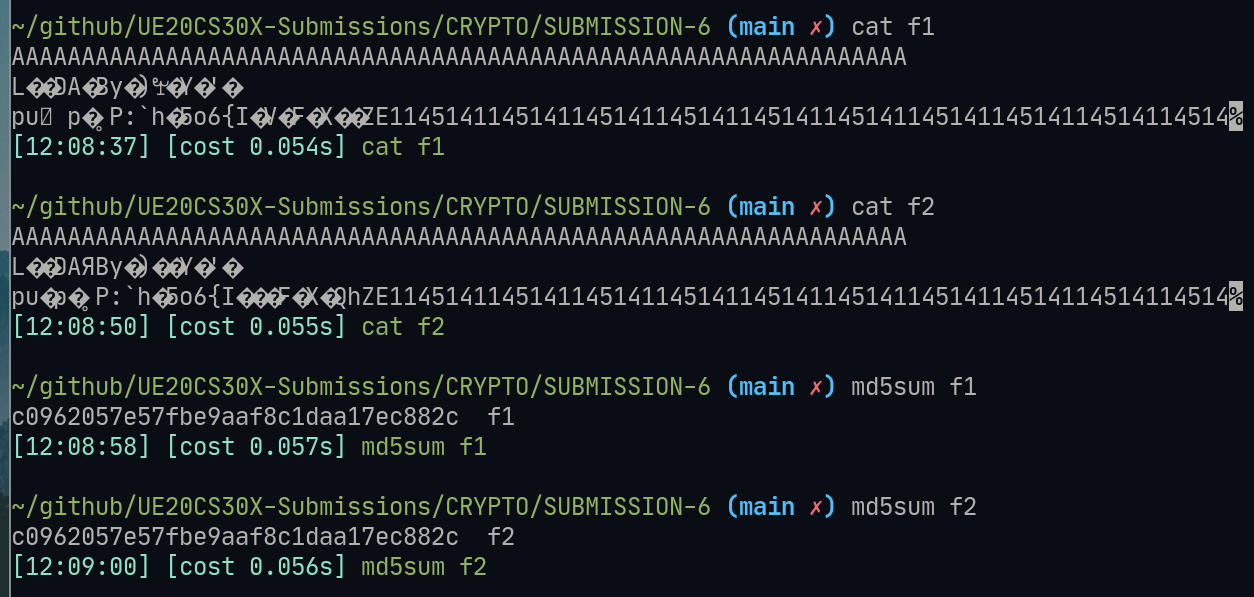 ~/github/UE20CS30X-Submissions/CRYPTO/SUBMISSION-6 (main ✗) cat f1
AAAAAAAAAAAAAAAAAAAAAAAAAAAAAAAAAAAAAAAAAAAAAAAAAAAAAAAAAAAAAAAA
L��DA�By�)�Y�'�
pu p� P:`h�5o6{I�V�F�X��ZE114514114514114514114514114514114514114514114514114514114514%
[12:08:37] [cost 0.054s] cat f1
~/github/UE20CS30X-Submissions/CRYPTO/SUBMISSION-6 (main ✗) cat f2
AAAAAAAAAAAAAAAAAAAAAAAAAAAAAAAAAAAAAAAAAAAAAAAAAAAAAAAAAAAAAAAA
L��DAЯBy�)��Y�'�
pu�p� P:`h�5o6{I���F�X�QhZE114514114514114514114514114514114514114514114514114514114514%
[12:08:50] [cost 0.055s] cat f2
~/github/UE20CS30X-Submissions/CRYPTO/SUBMISSION-6 (main ✗) md5sum f1
c0962057e57fbe9aaf8c1daa17ec882c  f1
[12:08:58] [cost 0.057s] md5sum f1
~/github/UE20CS30X-Submissions/CRYPTO/SUBMISSION-6 (main ✗) md5sum f2
c0962057e57fbe9aaf8c1daa17ec882c  f2
[12:09:00] [cost 0.056s] md5sum f2